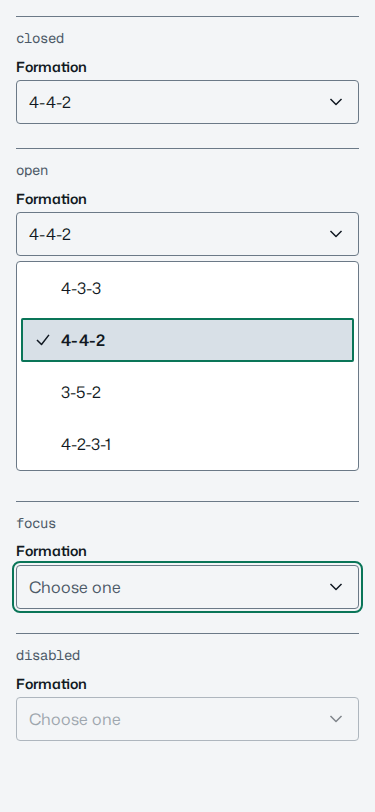 closed
Formation
4-4-2
open
Formation
4-4-2
4-3-3
4-4-2
3-5-2
4-2-3-1
focus
Formation
Choose one
disabled
Formation
Choose one